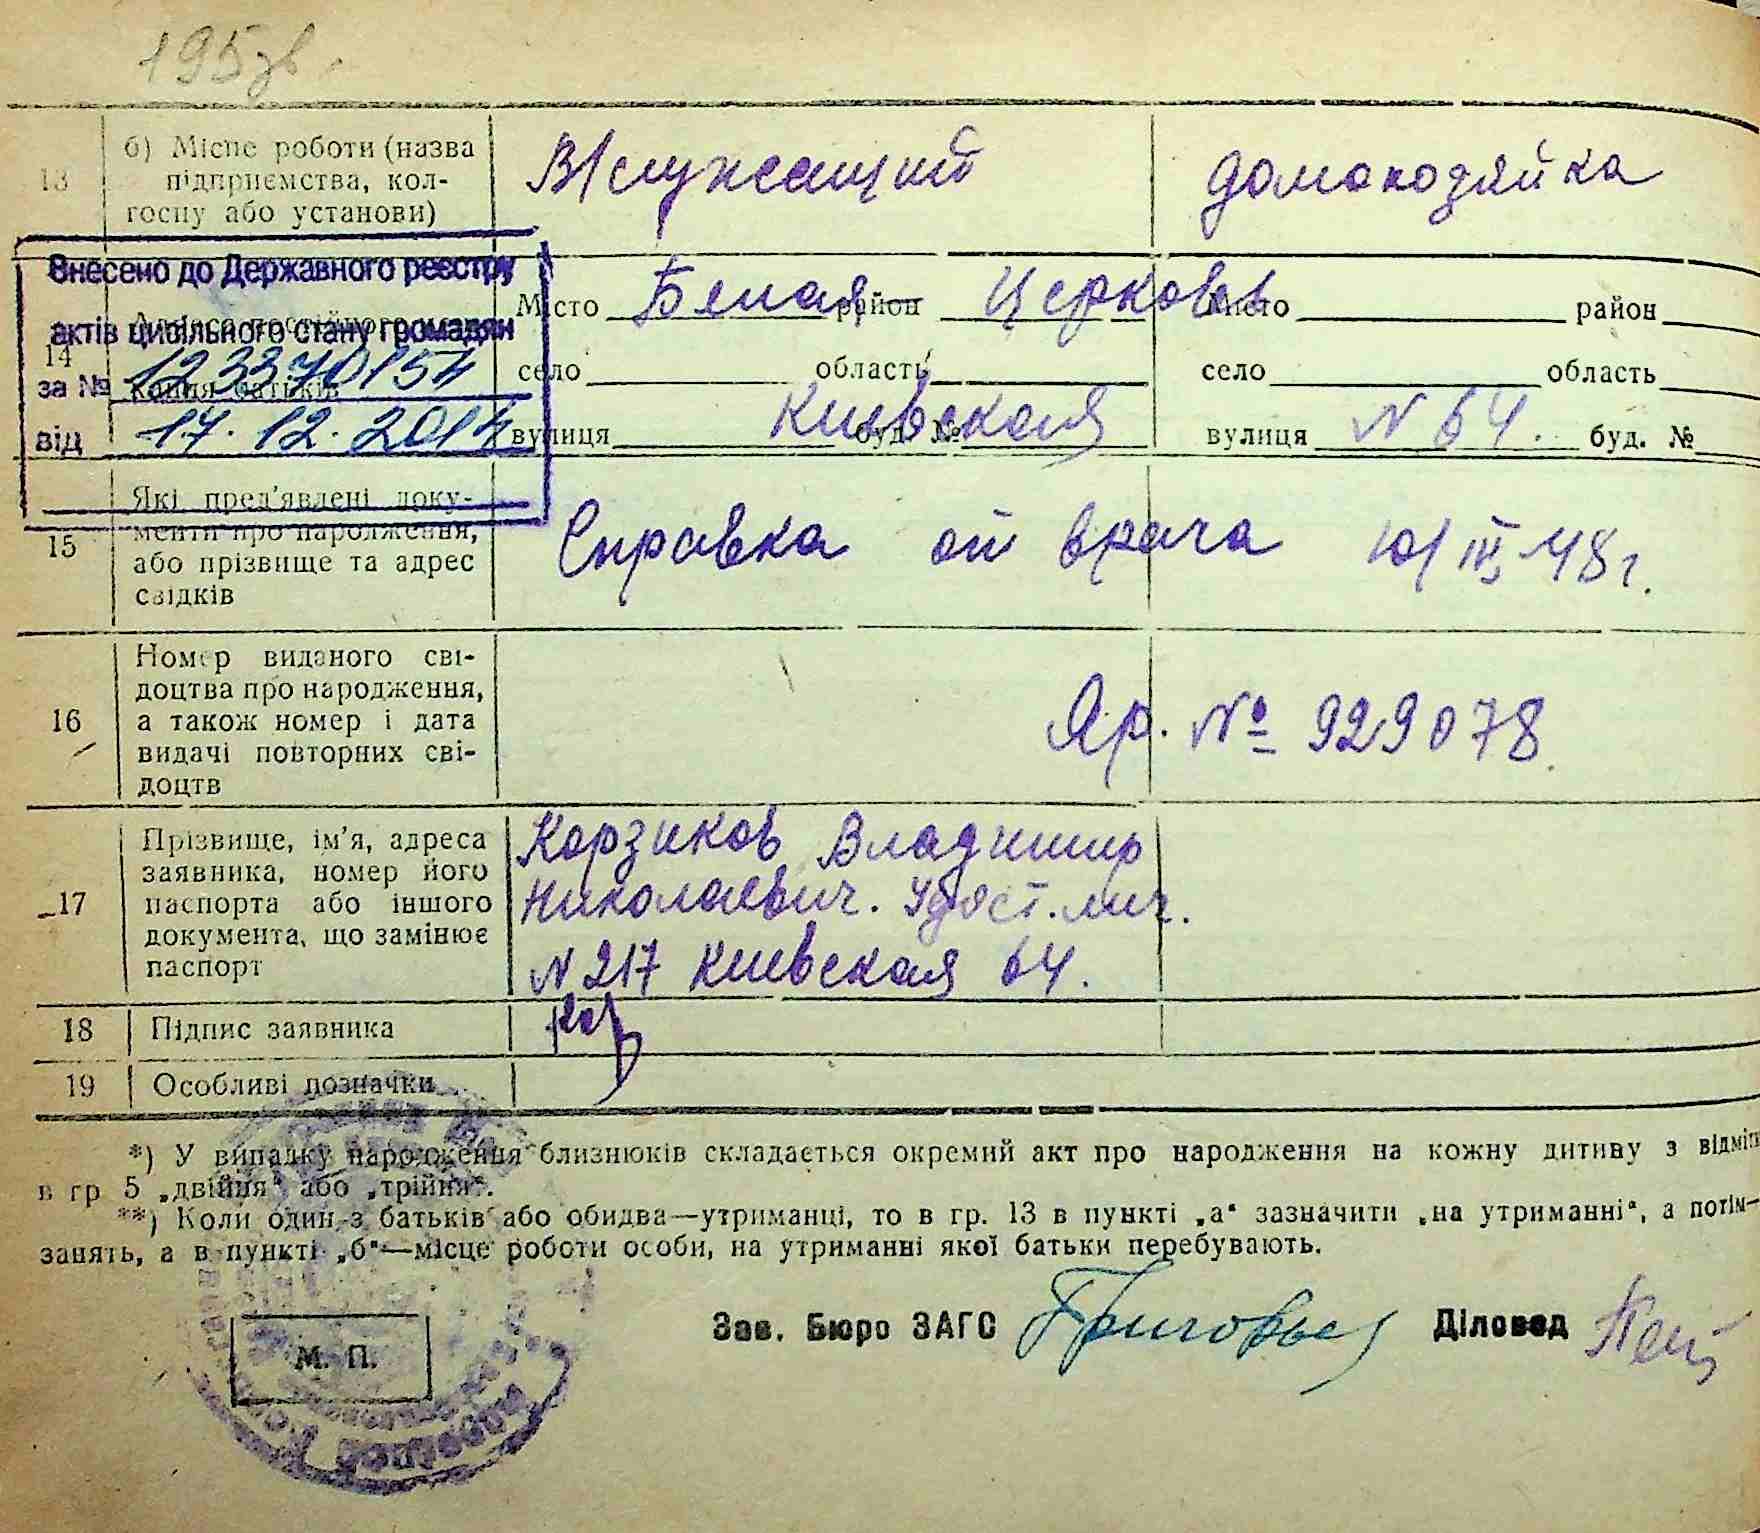 195зв.
13
б) Місце роботи (назва
підприємства, кол-
госпу або установи)
В/служащий
домохозяйка
Внесено до Державного реєстру
актів цивільного стану громадян
за №
від 17.12.2014
14
Місто Белая район Церковь
село область
вулиця Киевская буд. №
Місто район
село область
вулиця N 64. буд. №
15
Які пред'явлені доку-
менти про народження,
або прізвище та адрес
свідків
Справка от врача 10/III 48 г.
16
Номер виданого сві-
доцтва про народження,
а також номер і дата
видачі повторних сві-
доцтв
Яр. № 929078
17
Прізвище, ім'я, адреса
заявника, номер його
паспорта або іншого
документа, що замінює
паспорт
Корзиков Владимир
Николаевич. Удост. лич.
N 217 Киевская 64.
18
Підпис заявника
19
Особливі позначки
*) У випадку народження близнюків складається окремий акт про народження на кожну дитину з відміт
в гр 5 „двійня“ або „трійня“.
**) Коли один з батьків або обидва—утриманці, то в гр. 13 в пункті „а“ зазначити „на утриманні“, а потім—
занять, а в пункті „б“—місце роботи особи, на утриманні якої батьки перебувають.
М. П.
Зав. Бюро ЗАГС
Діловод